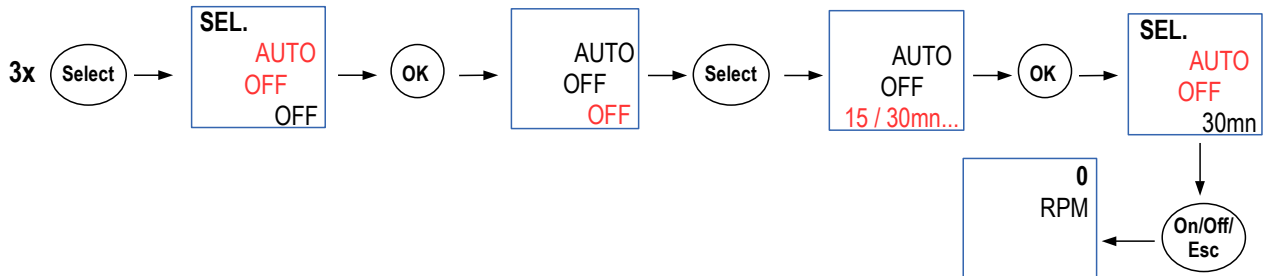 3x
Select
SEL.
AUTO
OFF
OFF
OK
AUTO
OFF
OFF
Select
AUTO
OFF
15 / 30mn...
OK
SEL.
AUTO
OFF
30mn
On/Off/
Esc
0
RPM